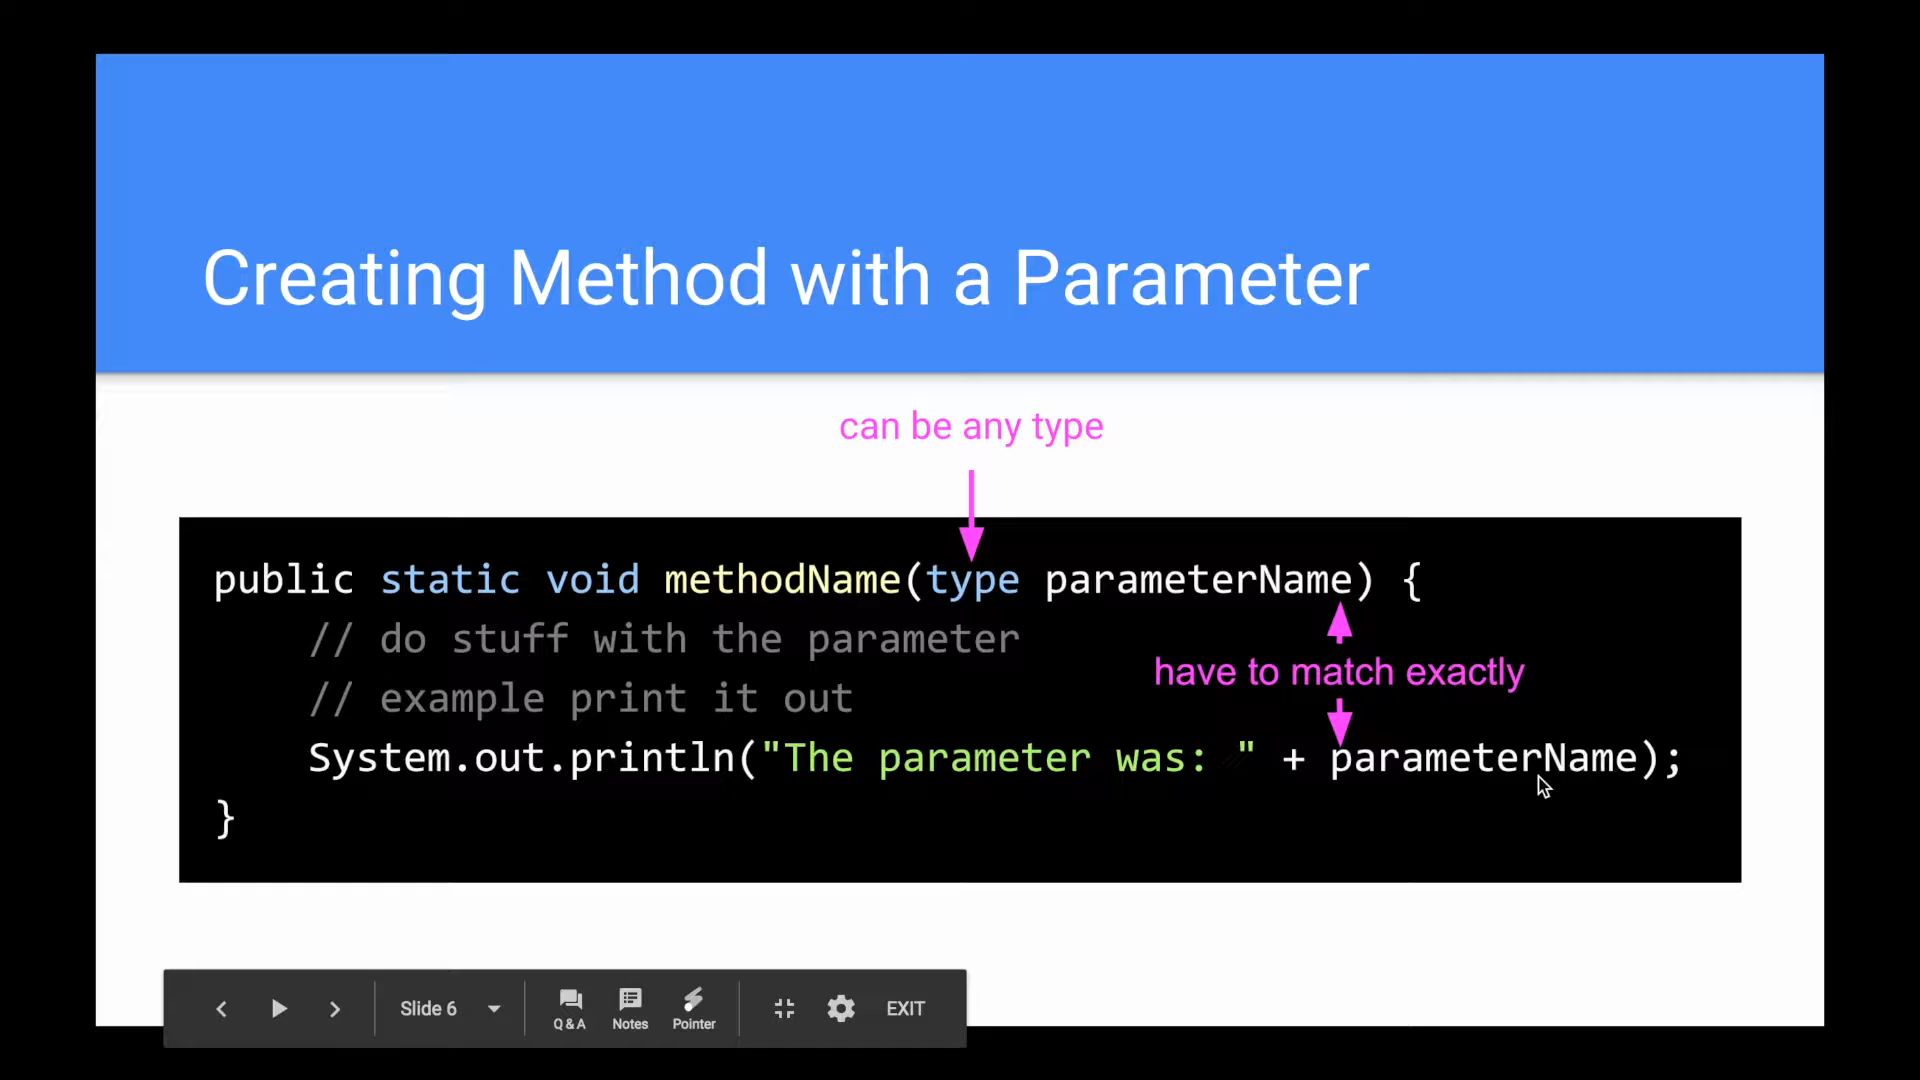 Creating Method with a Parameter
can be any type
public static void methodName(type parameterName) {
// do stuff with the parameter
// example print it out
have to match exactly
System.out.println("The parameter was: " + parameterName);
}
Slide 6
Q & A
Notes
Pointer
EXIT